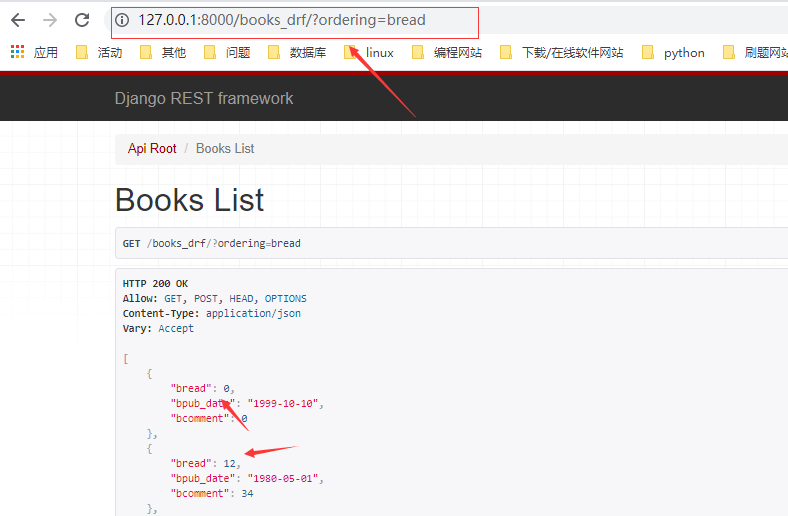 127.0.0.1:8000/books_drf/?ordering=bread
应用 活动 其他 问题 数据库 linux 编程网站 下载/在线软件网站 python 刷题网站
Django REST framework
Api Root / Books List
Books List
GET /books_drf/?ordering=bread
HTTP 200 OK
Allow: GET, POST, HEAD, OPTIONS
Content-Type: application/json
Vary: Accept
[
{
"bread": 0,
"bpub_date": "1999-10-10",
"bcomment": 0
},
{
"bread": 12,
"bpub_date": "1980-05-01",
"bcomment": 34
},